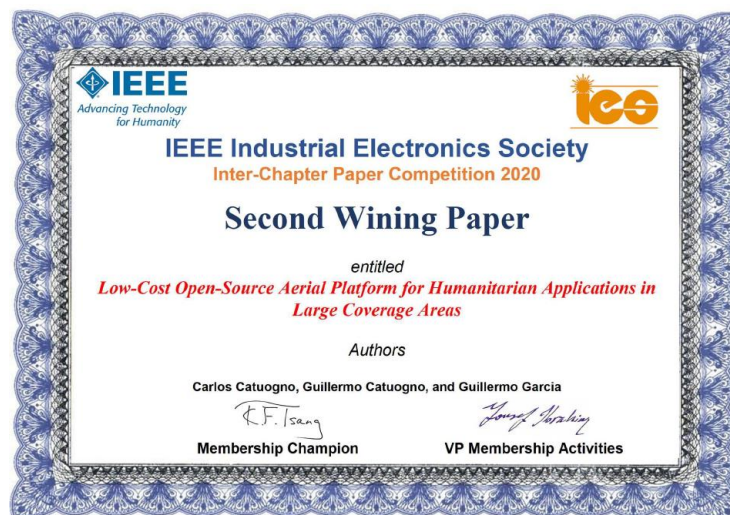 IEEE
Advancing Technology
for Humanity
ies
IEEE Industrial Electronics Society
Inter-Chapter Paper Competition 2020
Second Wining Paper
entitled
Low-Cost Open-Source Aerial Platform for Humanitarian Applications in
Large Coverage Areas
Authors
Carlos Catuogno, Guillermo Catuogno, and Guillermo Garcia
K.F. Tsang
Membership Champion
VP Membership Activities